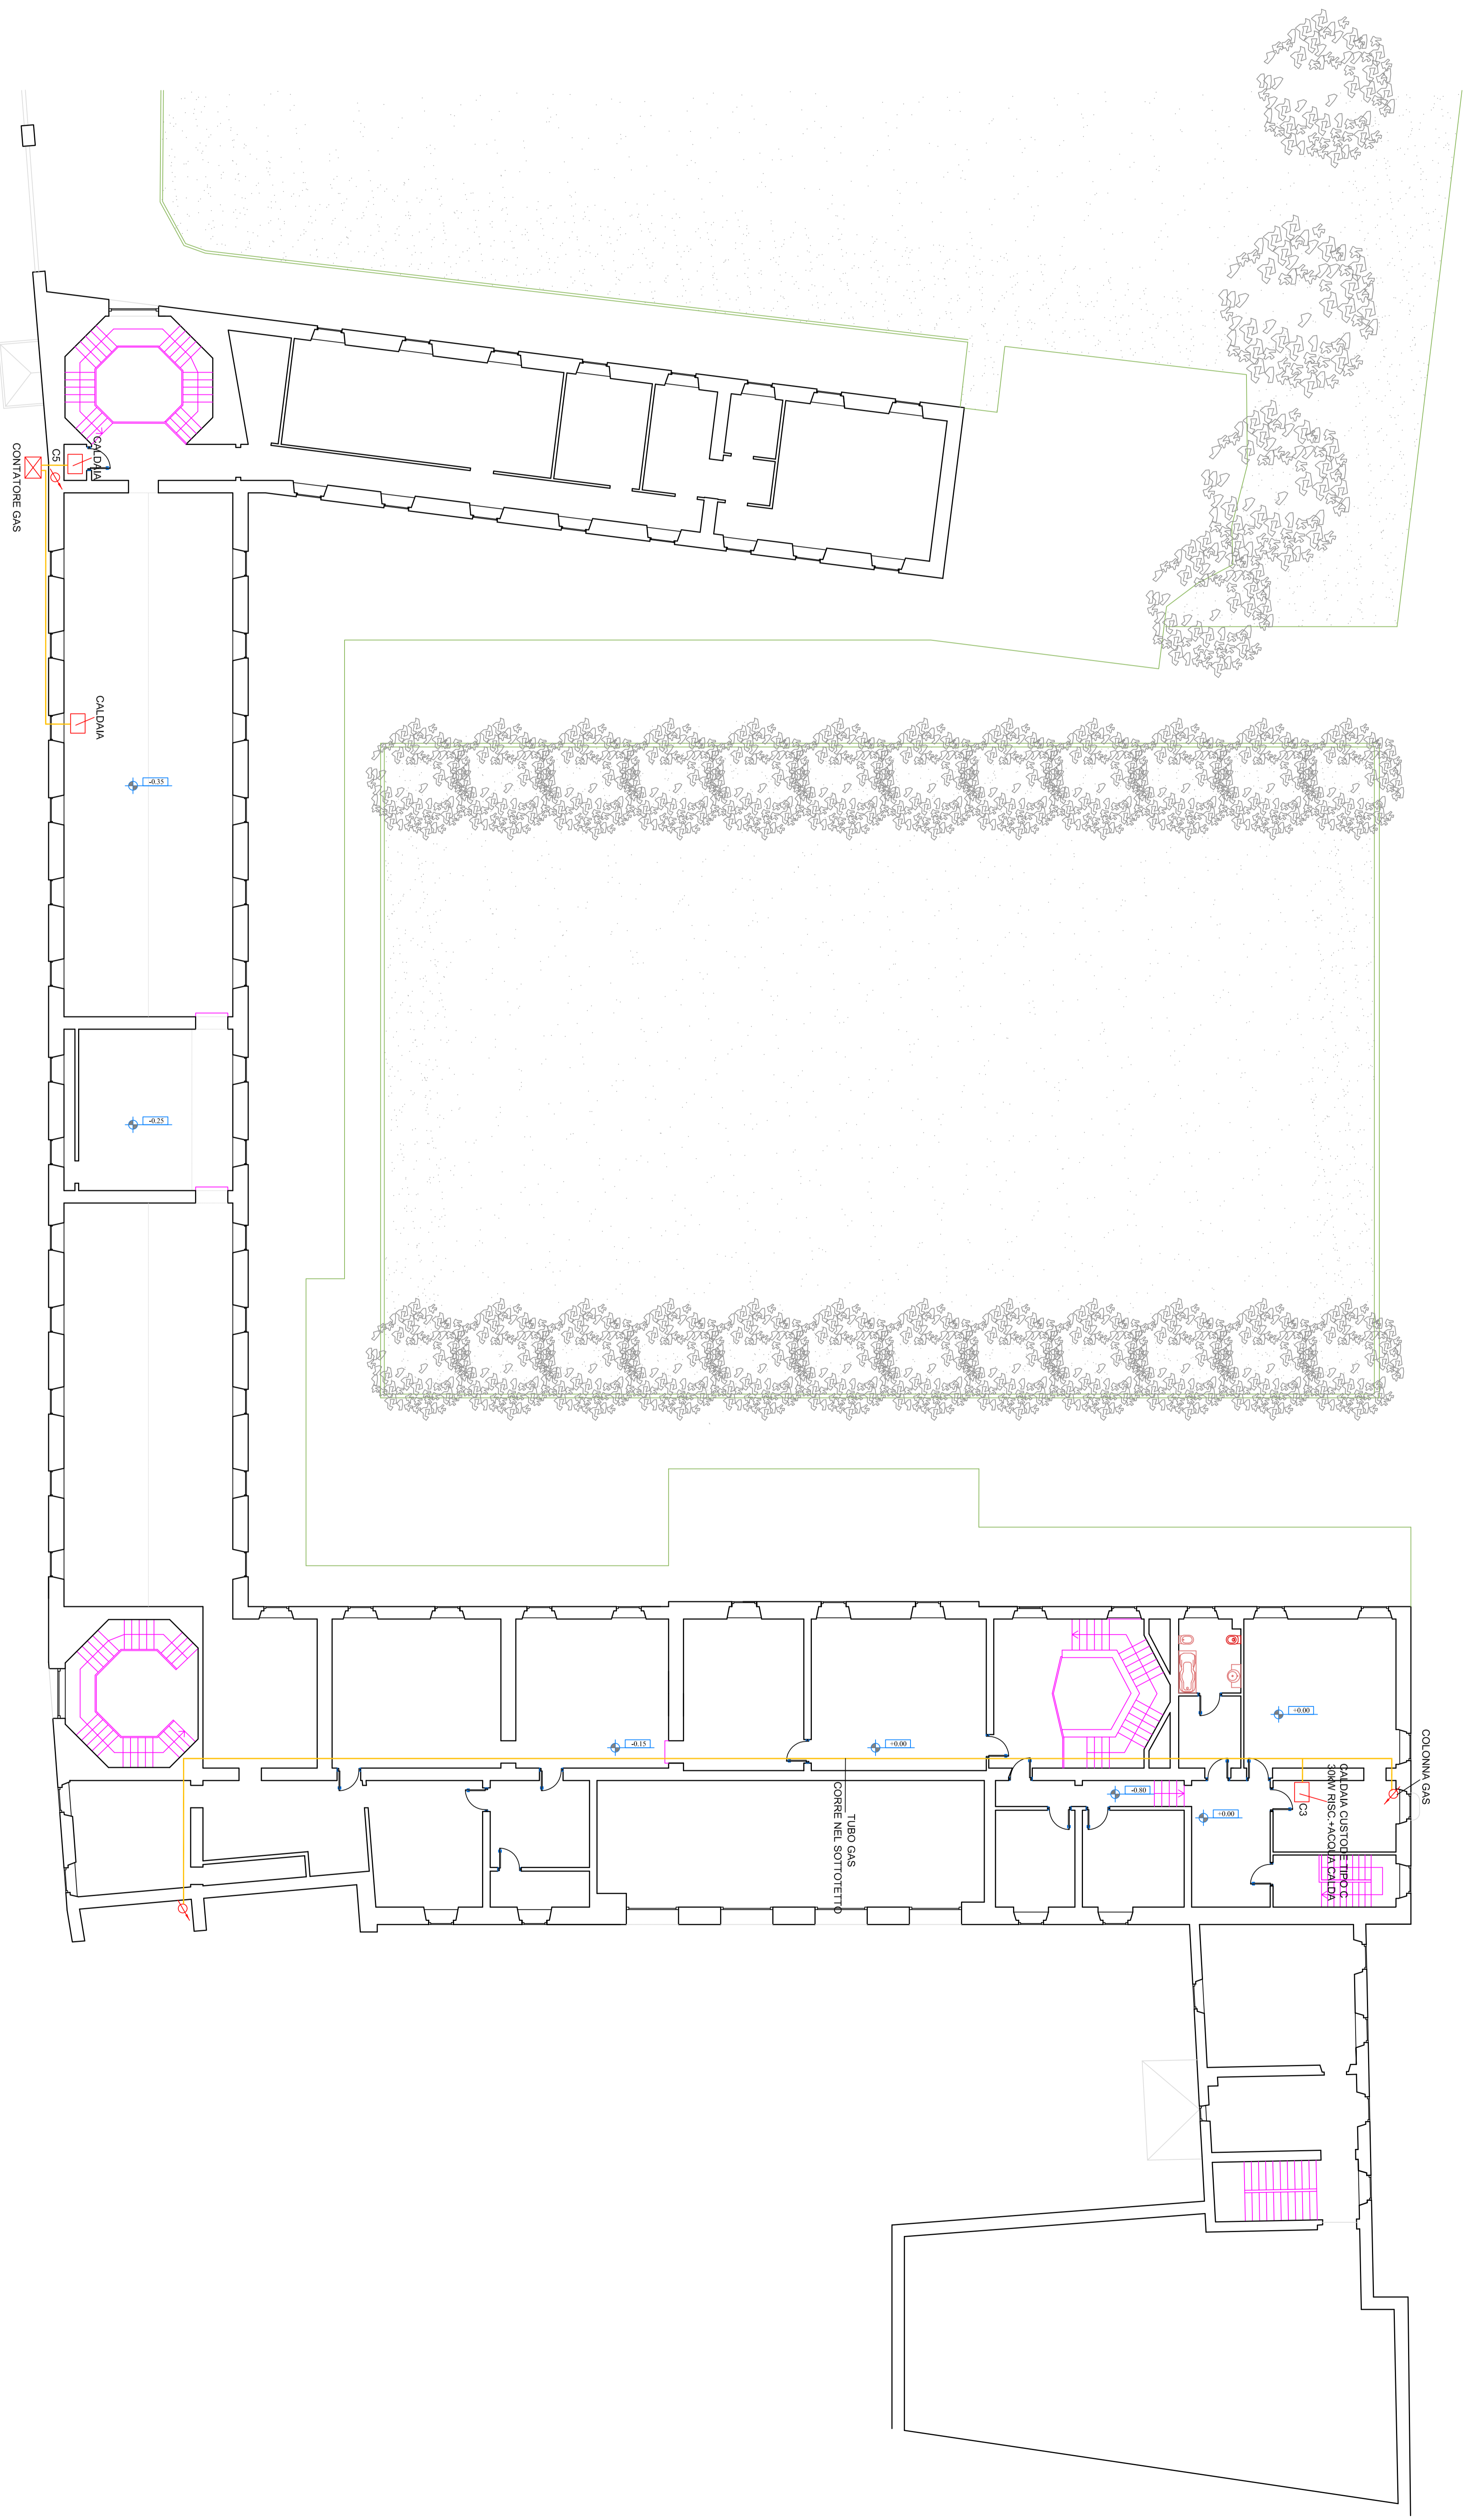 CALDAIA
C5
CONTATORE GAS
CALDAIA
-0.35
-0.25
+0.00
-0.15
+0.00
COLONNA GAS
CALDAIA CUSTODE TIPO C
30KW RISC.+ACQUA CALDA
C3
-0.80
+0.00
TUBO GAS
CORRE NEL SOTTOTETTO